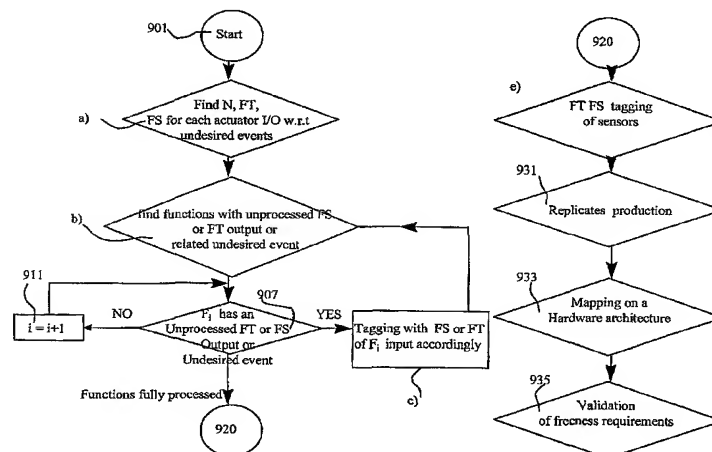 901
Start
a)
Find N, FT,
FS for each actuator I/O w.r.t
undesired events
b)
find functions with unprocessed FS
or FT output or
related undesired event
911
i = i+1
NO
907
Fi has an
Unprocessed FT or FS
Output or
Undesired event
YES
Tagging with FS or FT
of Fi input accordingly
c)
Functions fully processed
920
920
e)
FT FS tagging
of sensors
931
Replicates production
933
Mapping on a
Hardware architecture
935
Validation
of freeness requirements